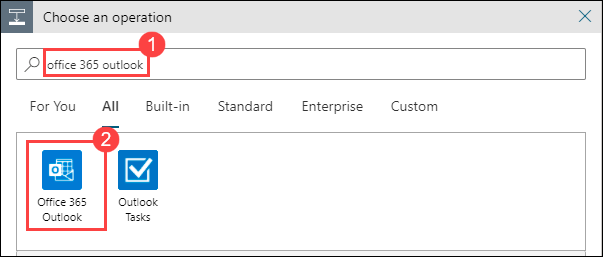 Choose an operation
1
office 365 outlook
For You All Built-in Standard Enterprise Custom
2
Office 365 Outlook
Outlook Tasks